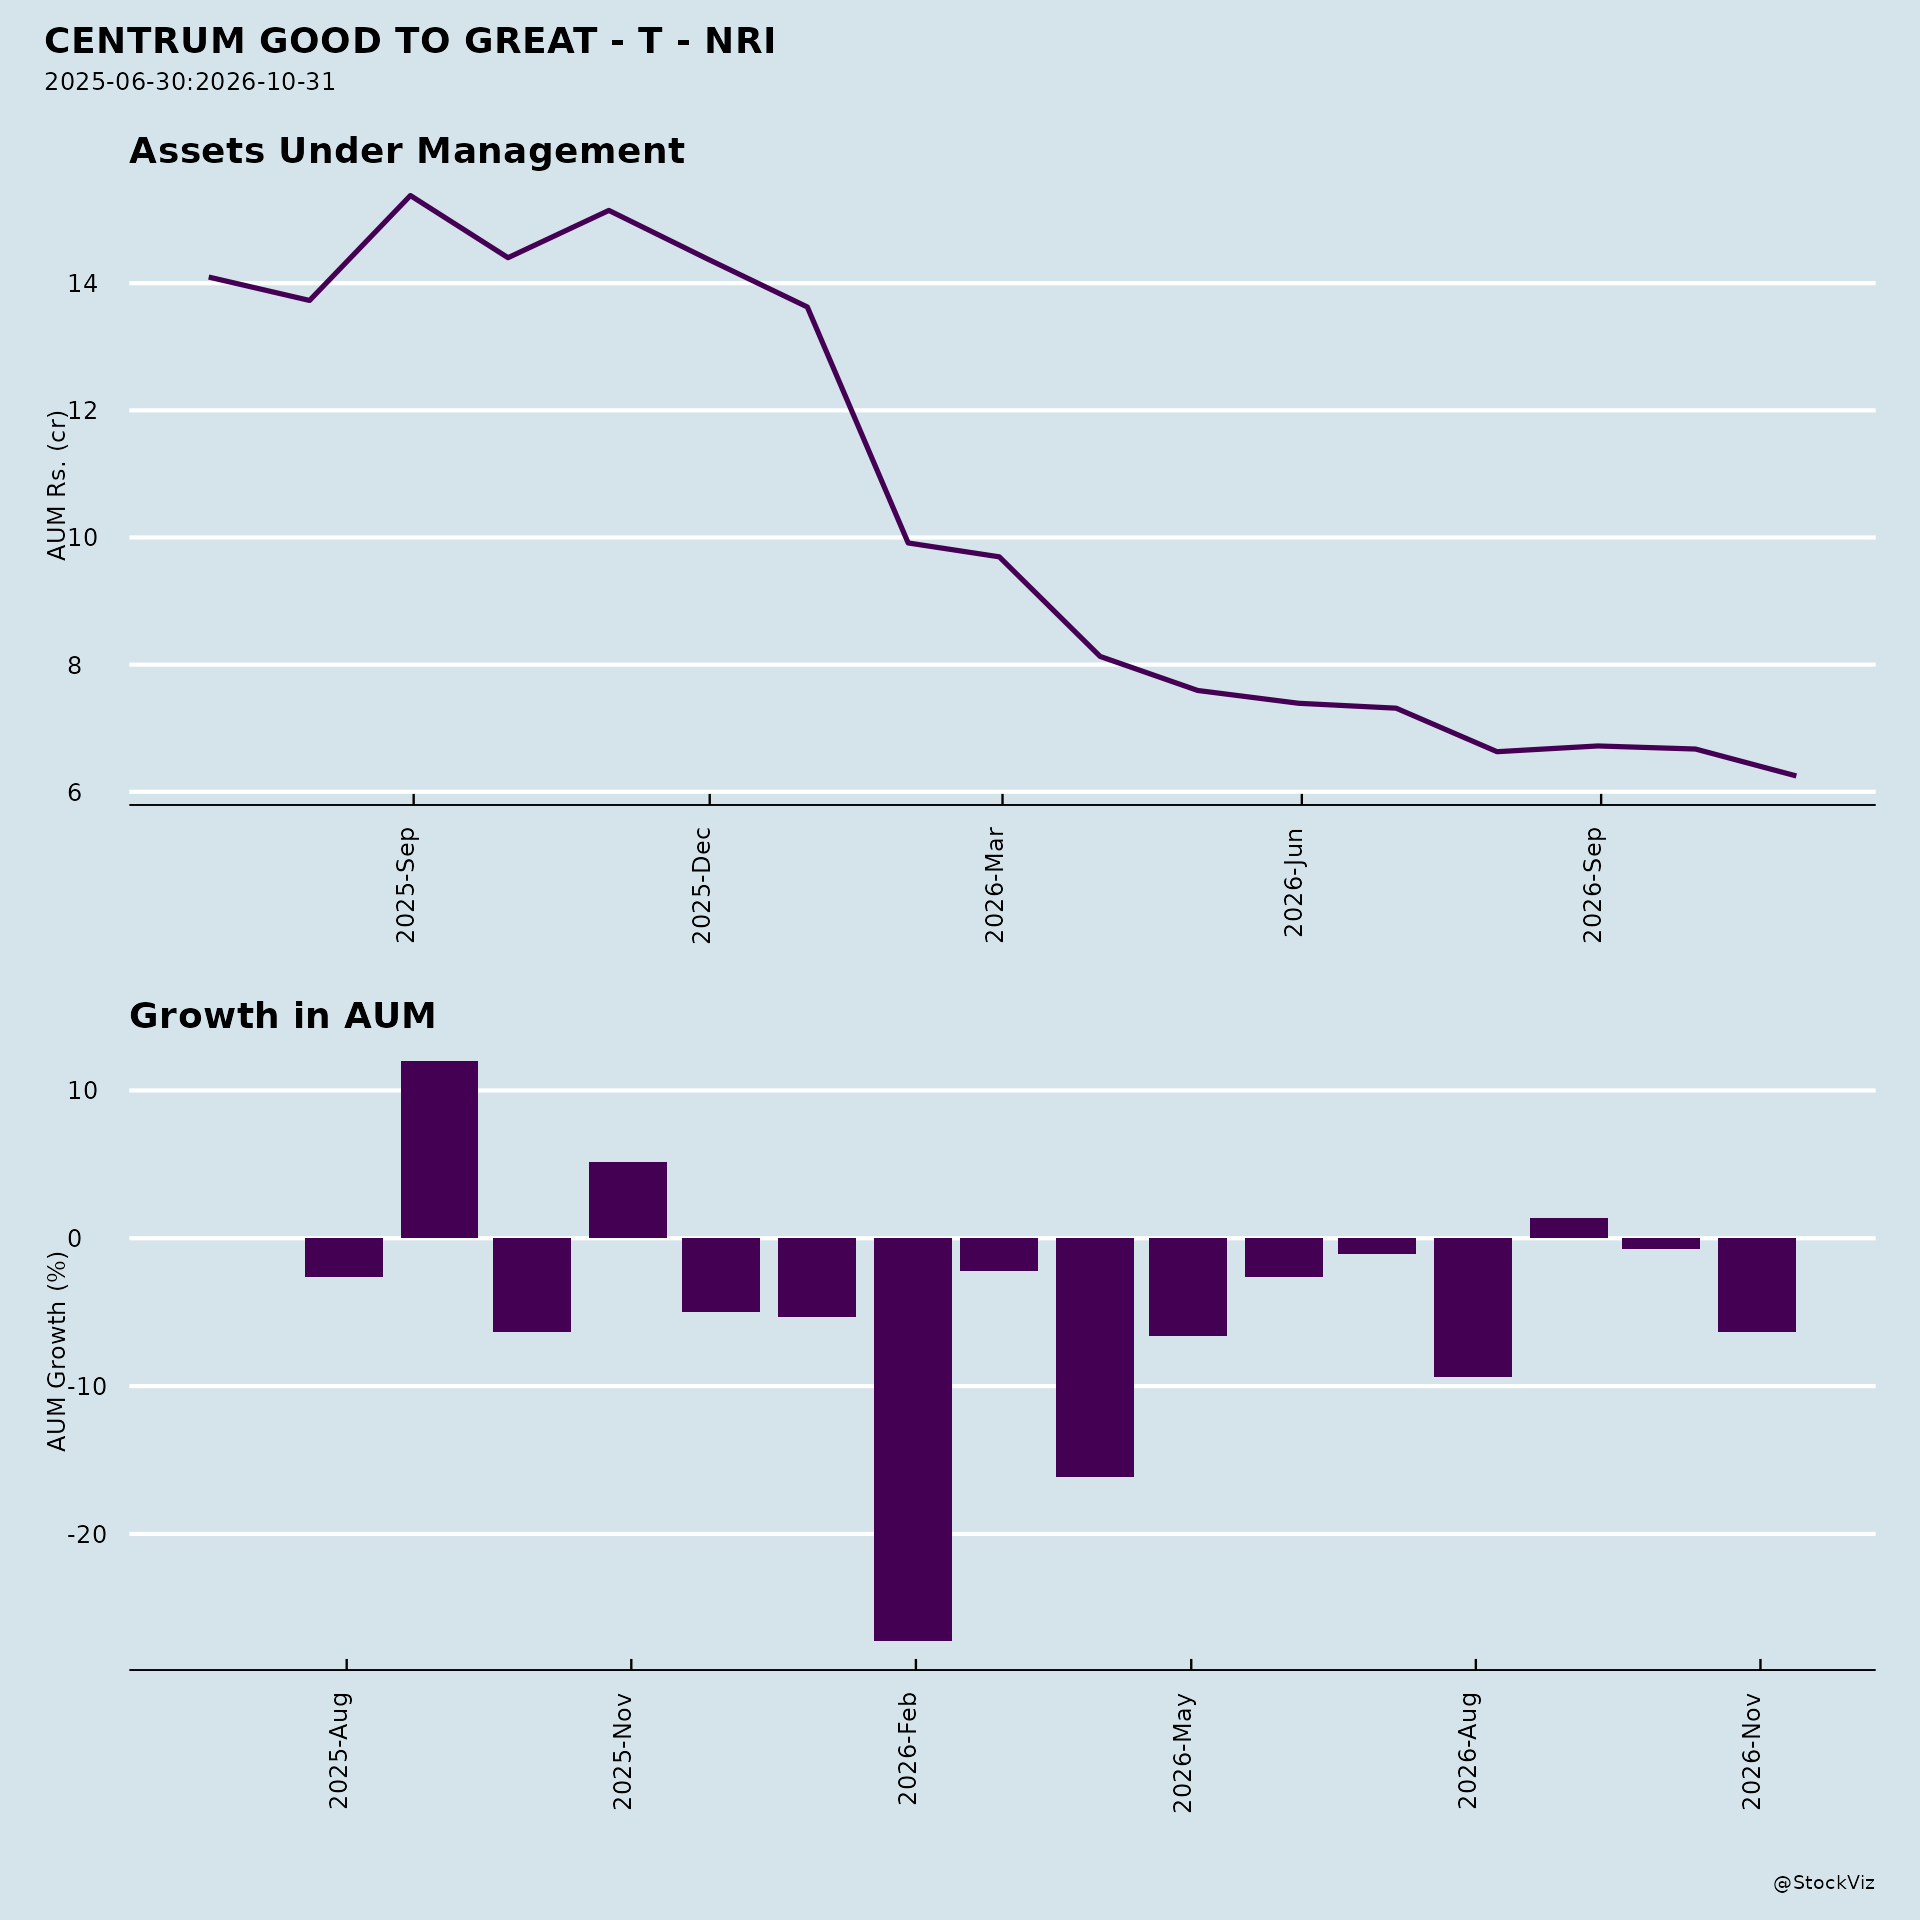 CENTRUM GOOD TO GREAT - T - NRI
2025-06-30:2026-10-31
Assets Under Management
AUM Rs. (cr)
14
12
10
8
6
2025-Sep
2025-Dec
2026-Mar
2026-Jun
2026-Sep
Growth in AUM
AUM Growth (%)
10
0
-10
-20
2025-Aug
2025-Nov
2026-Feb
2026-May
2026-Aug
2026-Nov
@StockViz